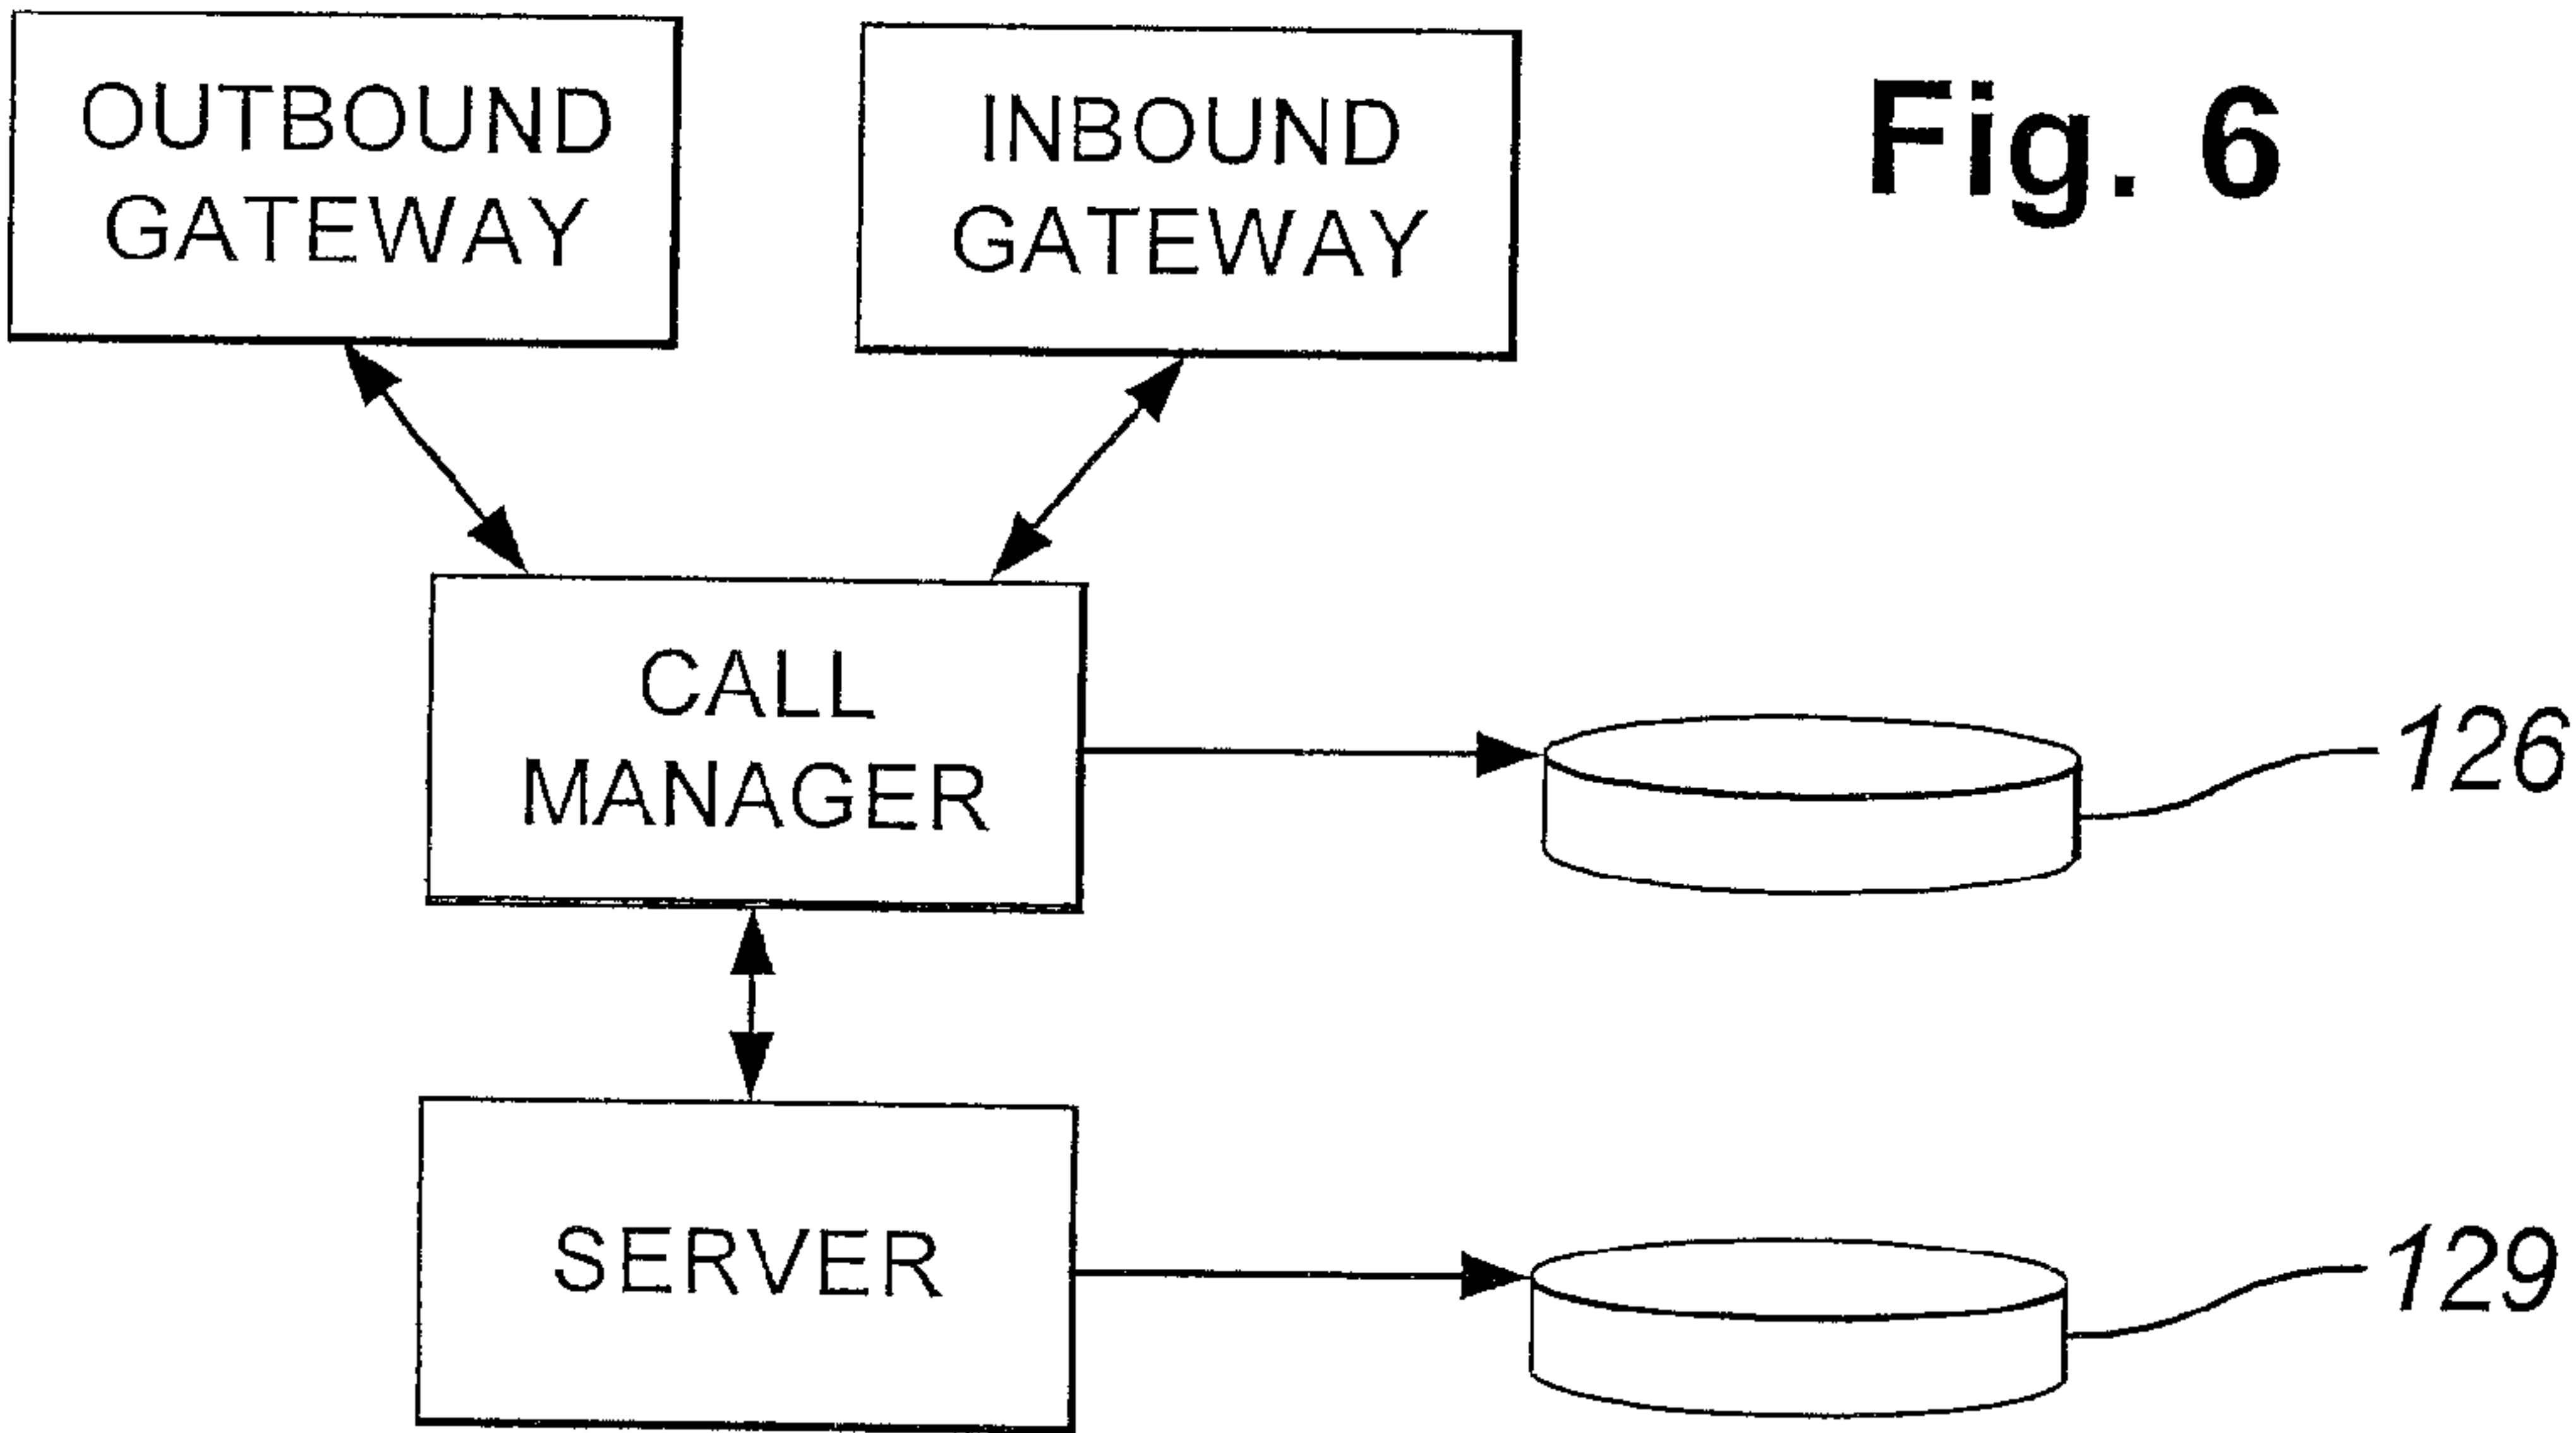 OUTBOUND
GATEWAY
INBOUND
GATEWAY
Fig. 6
CALL
MANAGER
126
SERVER
129